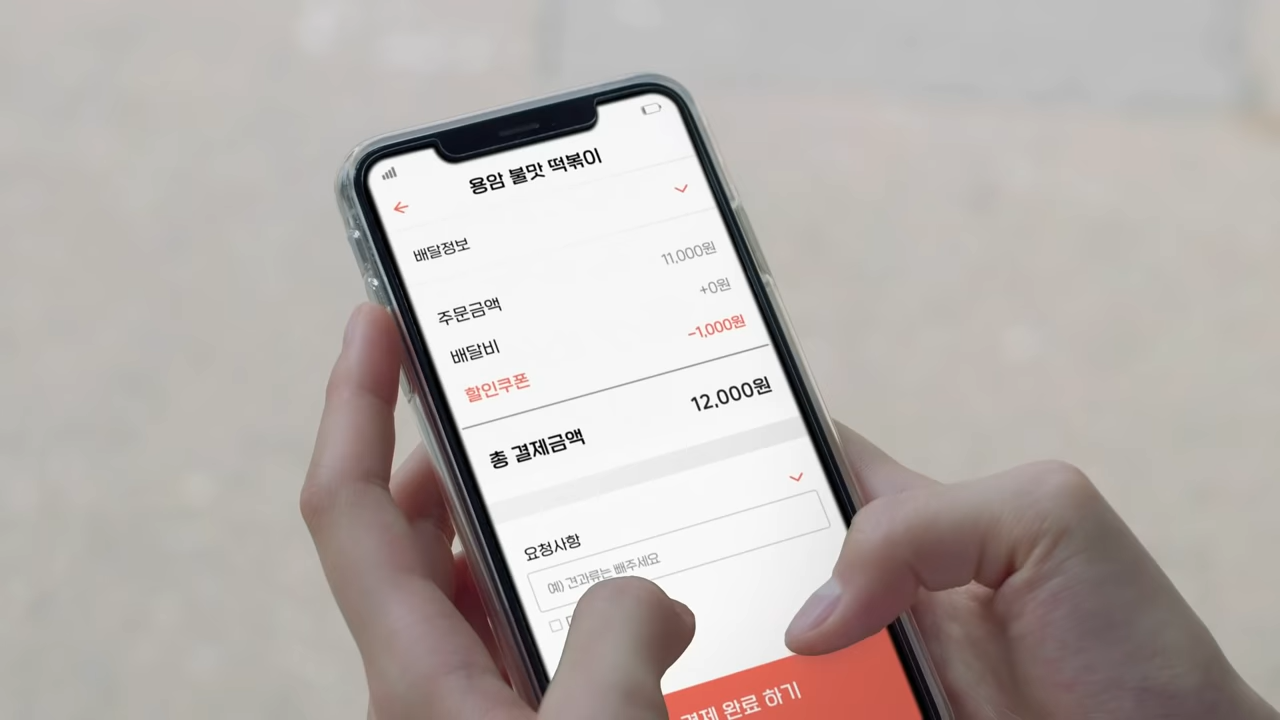 용암 불맛 떡볶이
배달정보
주문금액 11,000원
배달비 +0원
할인쿠폰 -1,000원
총 결제금액 12,000원
요청사항
예) 견과류는 빼주세요
결제 완료 하기